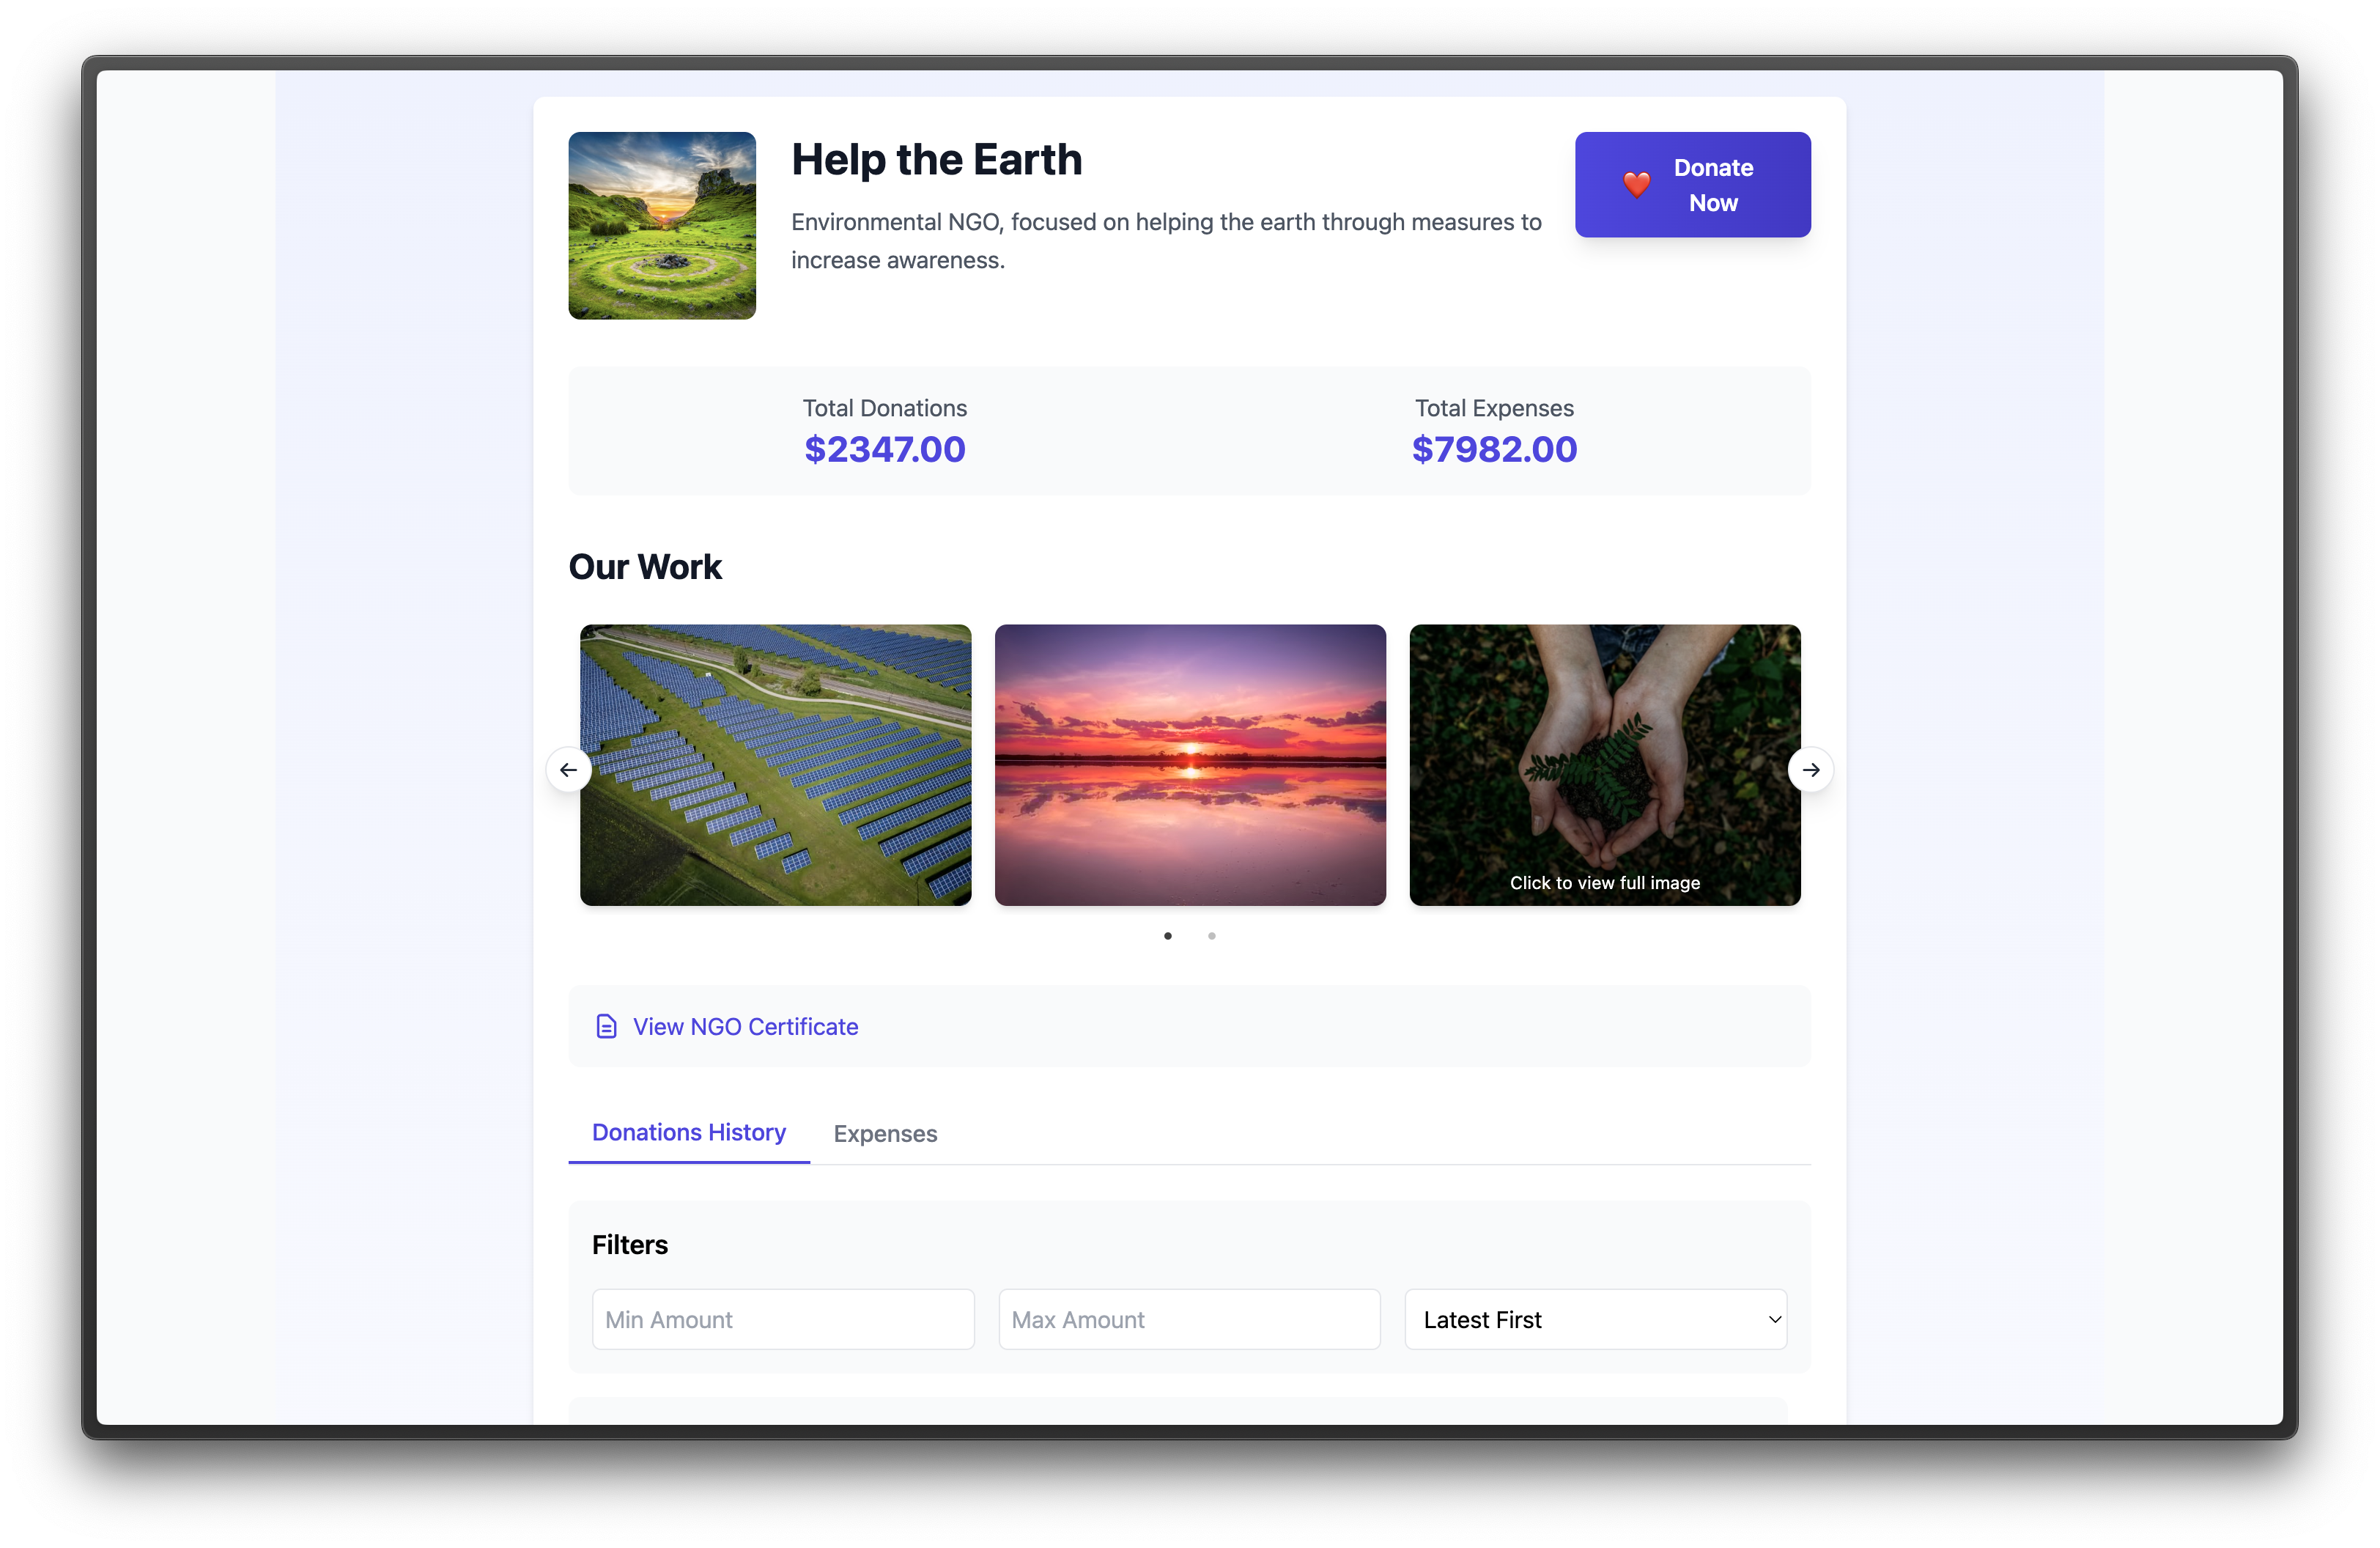 Help the Earth
Environmental NGO, focused on helping the earth through measures to
increase awareness.
❤️ Donate
Now
Total Donations
$2347.00
Total Expenses
$7982.00
Our Work
Click to view full image
View NGO Certificate
Donations History
Expenses
Filters
Min Amount
Max Amount
Latest First